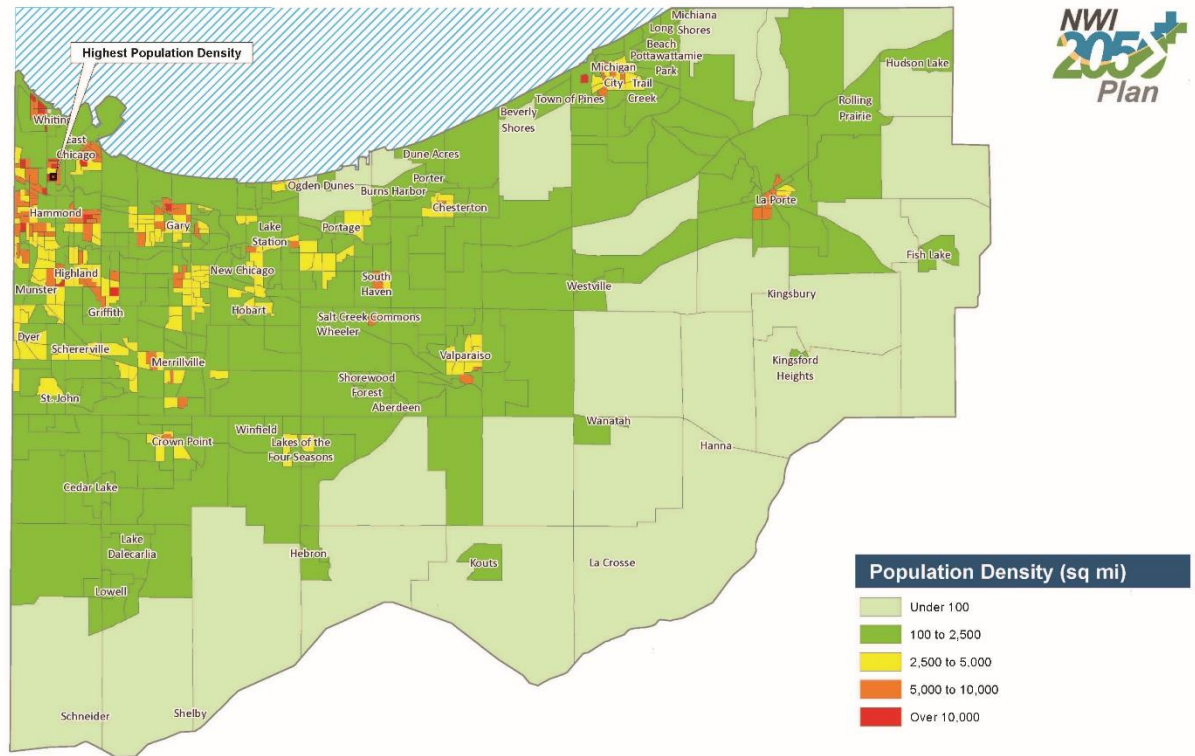 Highest Population Density
NWI
2050
Plan
Michiana
Shores
Long
Beach
Pottawattamie
Park
Michigan
City
Trail
Creek
Hudson Lake
Town of Pines
Rolling
Prairie
Beverly
Shores
Whiting
East
Chicago
Dune Acres
Porter
Ogden Dunes
Burns Harbor
Chesterton
La Porte
Hammond
Gary
Lake
Station
Portage
Fish Lake
Highland
New Chicago
South
Haven
Westville
Munster
Kingsbury
Griffith
Hobart
Salt Creek Commons
Wheeler
Dyer
Schererville
Merrillville
Valparaiso
Kingsford
Heights
St. John
Shorewood
Forest
Aberdeen
Wanatah
Crown Point
Winfield
Lakes of the
Four Seasons
Hanna
Cedar Lake
Lake
Dalecarlia
Hebron
Kouts
La Crosse
Lowell
Schneider
Shelby
Population Density (sq mi)
Under 100
100 to 2,500
2,500 to 5,000
5,000 to 10,000
Over 10,000